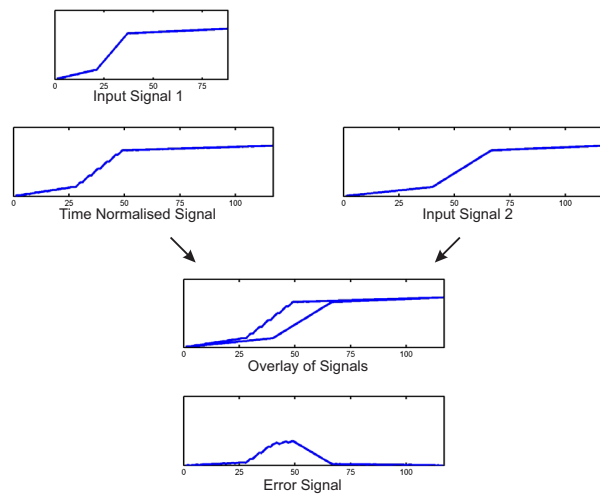 0 25 50 75
Input Signal 1
0 25 50 75 100
Time Normalised Signal
0 25 50 75 100
Input Signal 2
0 25 50 75 100
Overlay of Signals
0 25 50 75 100
Error Signal